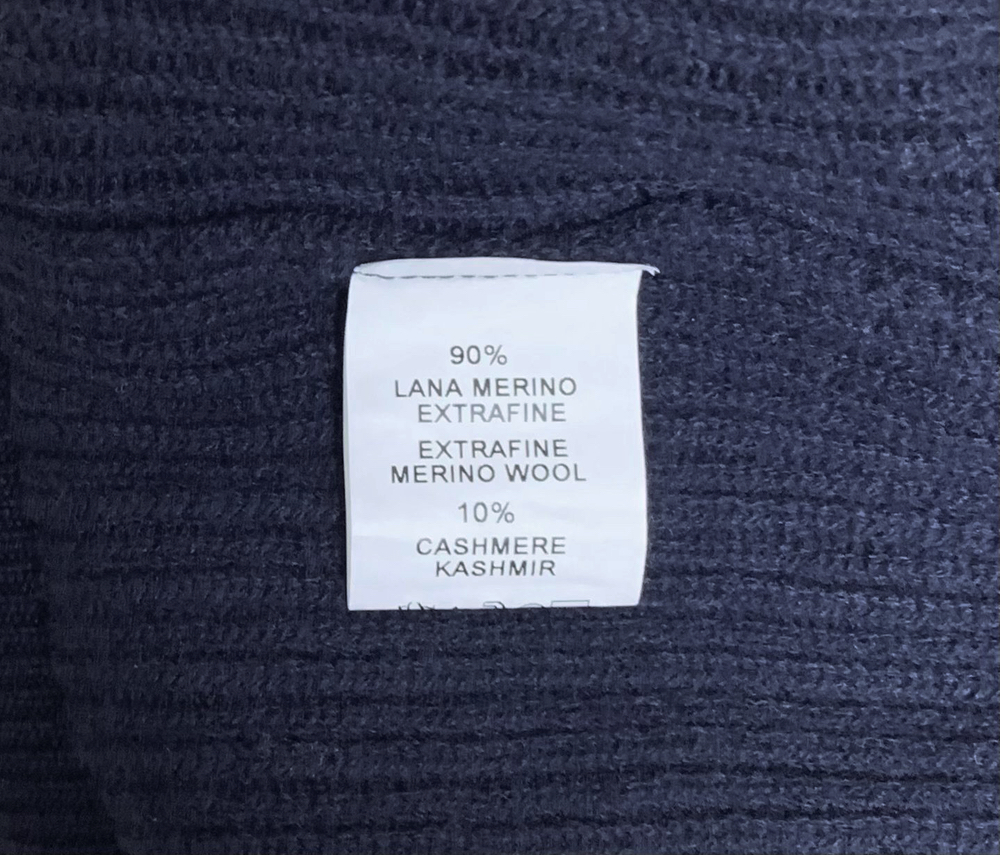 90%
LANA MERINO
EXTRAFINE
EXTRAFINE
MERINO WOOL
10%
CASHMERE
KASHMIR